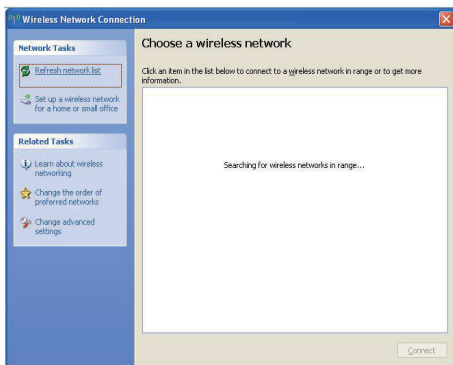 Wireless Network Connection
Network Tasks
Refresh network list
Set up a wireless network
for a home or small office
Related Tasks
Learn about wireless
networking
Change the order of
preferred networks
Change advanced
settings
Choose a wireless network
Click an item in the list below to connect to a wireless network in range or to get more
information.
Searching for wireless networks in range...
Connect